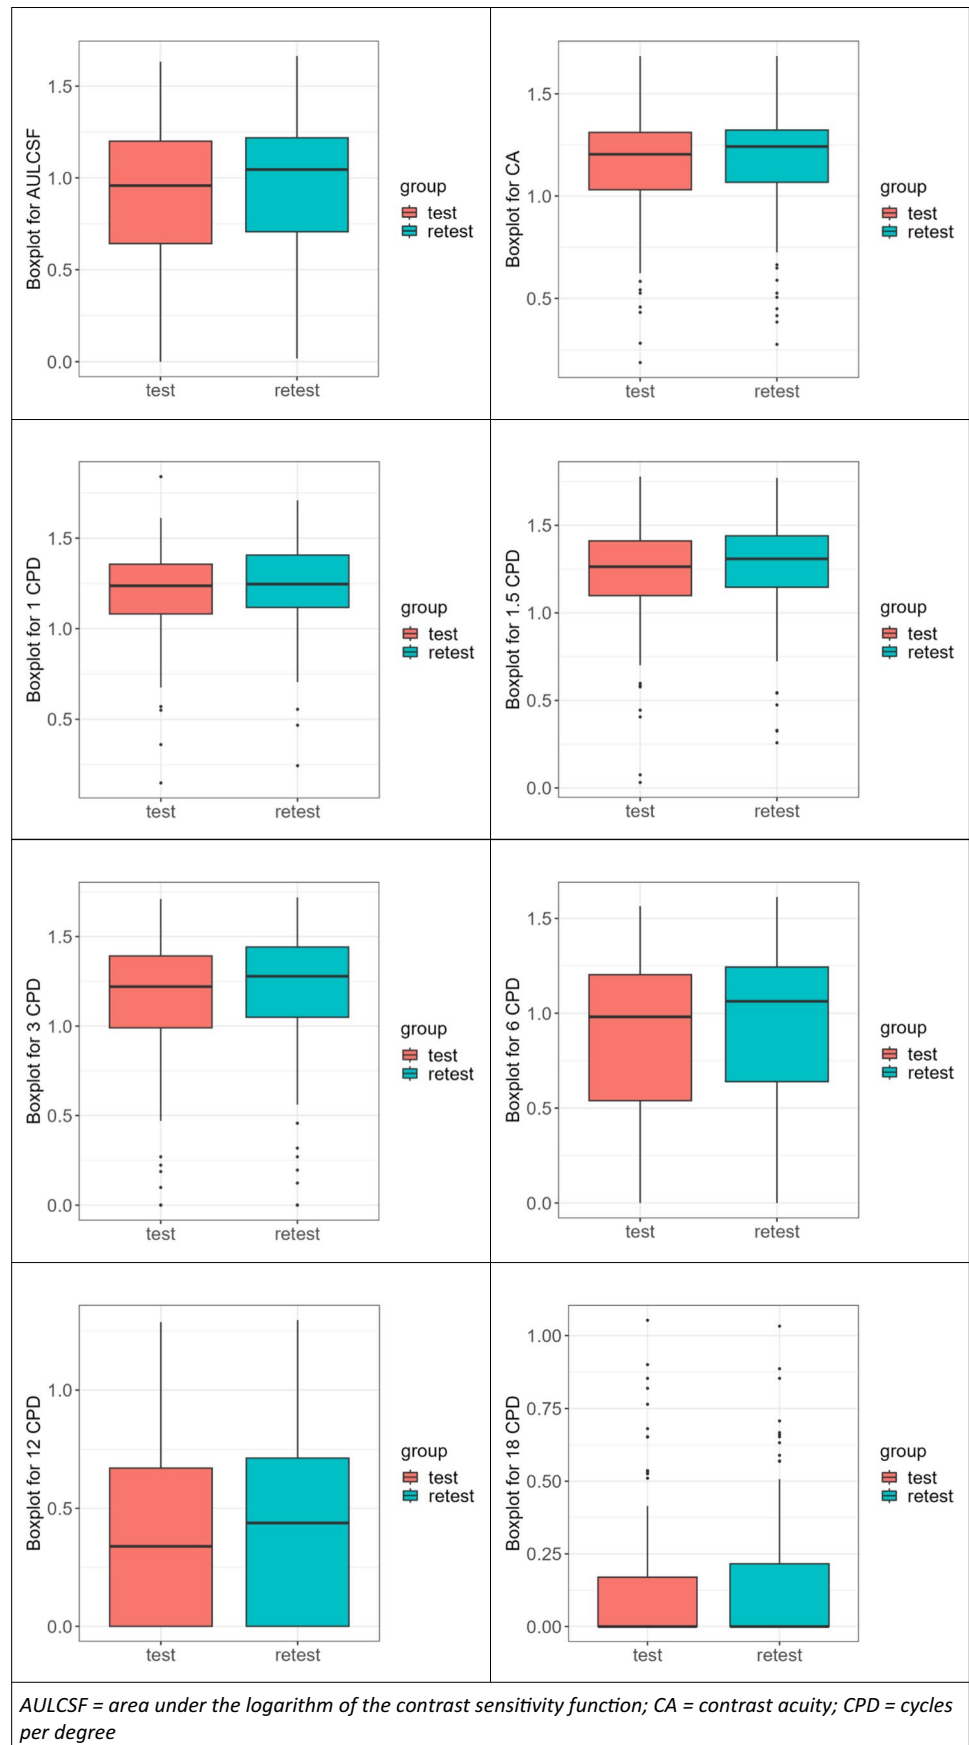 Boxplot for AULCSF
1.5
1.0
0.5
0.0
test
retest
group
test
retest
Boxplot for CA
1.5
1.0
0.5
test
retest
group
test
retest
Boxplot for 1 CPD
1.5
1.0
0.5
test
retest
group
test
retest
Boxplot for 1.5 CPD
1.5
1.0
0.5
0.0
test
retest
group
test
retest
Boxplot for 3 CPD
1.5
1.0
0.5
0.0
test
retest
group
test
retest
Boxplot for 6 CPD
1.5
1.0
0.5
0.0
test
retest
group
test
retest
Boxplot for 12 CPD
1.0
0.5
0.0
test
retest
group
test
retest
Boxplot for 18 CPD
1.00
0.75
0.50
0.25
0.00
test
retest
group
test
retest
AULCSF = area under the logarithm of the contrast sensitivity function; CA = contrast acuity; CPD = cycles
per degree